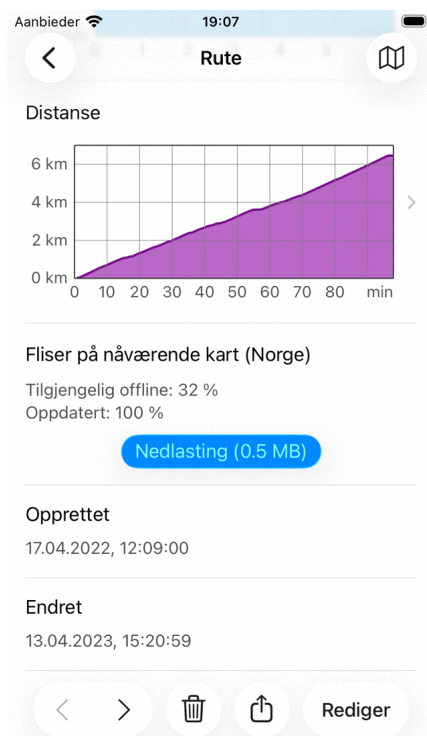 Aanbieder 19:07
Rute
Distanse
6 km
4 km
2 km
0 km
0 10 20 30 40 50 60 70 80 min
Fliser på nåværende kart (Norge)
Tilgjengelig offline: 32 %
Oppdatert: 100 %
Nedlasting (0.5 MB)
Opprettet
17.04.2022, 12:09:00
Endret
13.04.2023, 15:20:59
Rediger